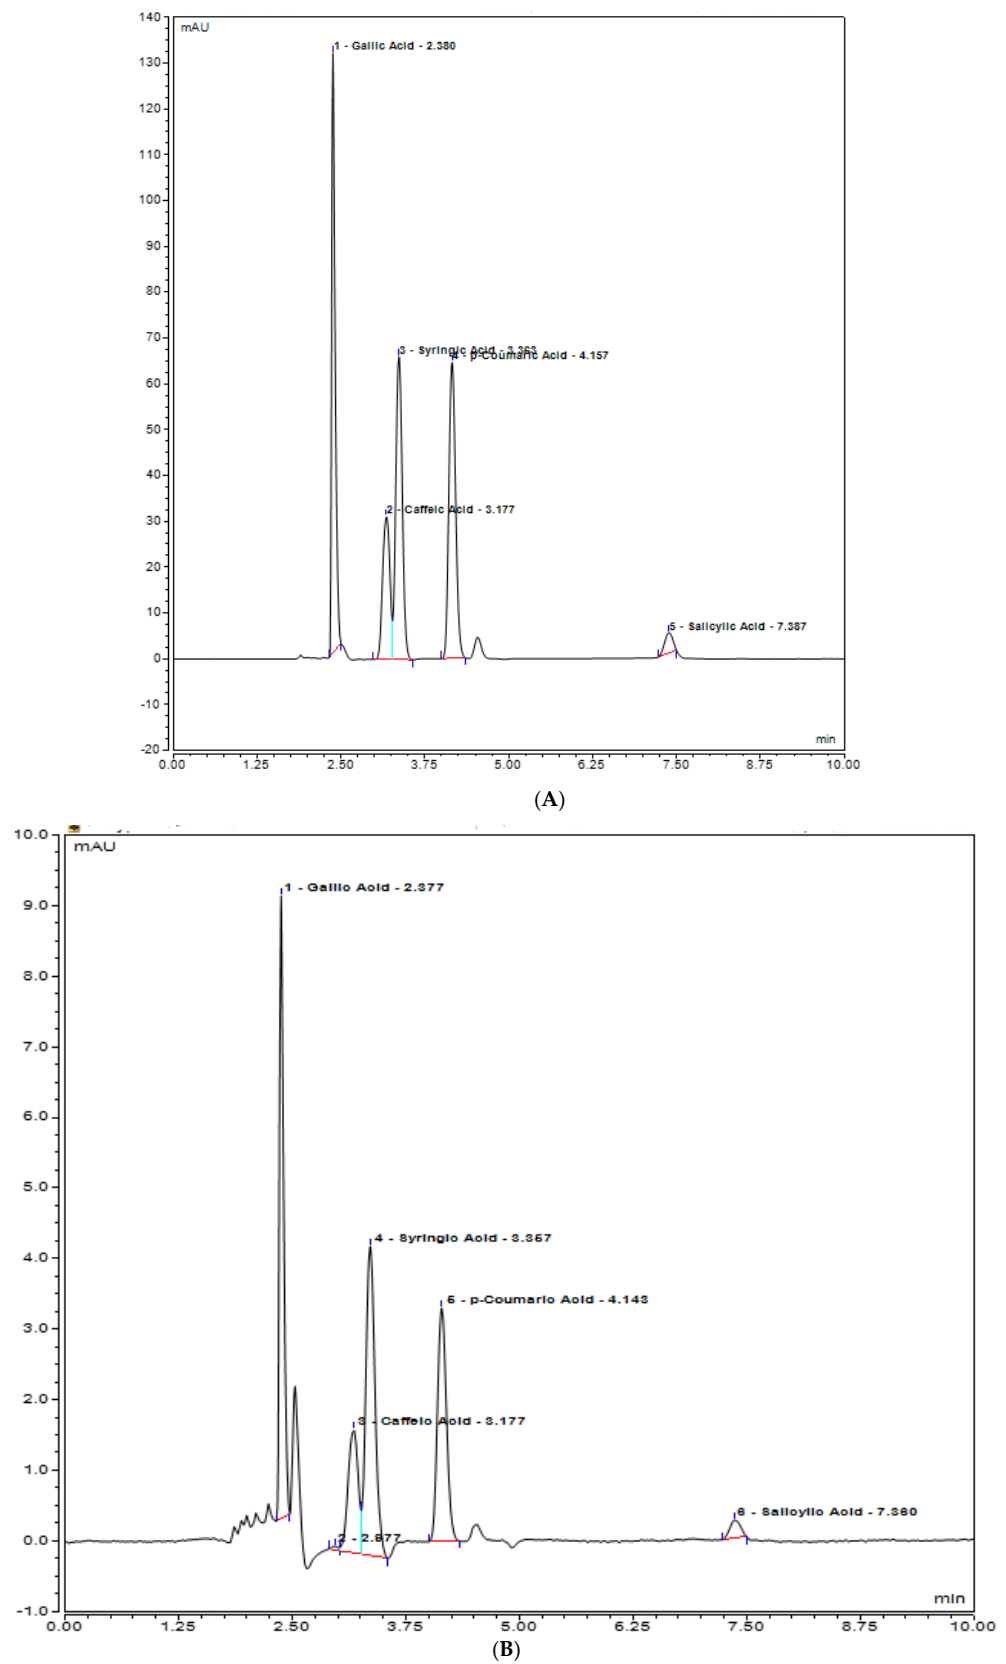 140
mAU
1 - Gallic Acid - 2.380
130
120
110
100
90
80
70
3 - Syringic Acid - 3.363
4 - p-Coumaric Acid - 4.157
60
50
40
2 - Caffeic Acid - 3.177
30
20
10
5 - Salicylic Acid - 7.387
0
-10
min
-20
0.00 1.25 2.50 3.75 5.00 6.25 7.50 8.75 10.00
(A)
10.0
mAU
1 - Gallic Acid - 2.377
9.0
8.0
7.0
6.0
5.0
4 - Syringic Acid - 3.357
4.0
5 - p-Coumaric Acid - 4.143
3.0
2.0
3 - Caffeic Acid - 3.177
1.0
6 - Salicylic Acid - 7.360
0.0
2 - 2.977
min
-1.0
0.00 1.25 2.50 3.75 5.00 6.25 7.50 8.75 10.00
(B)